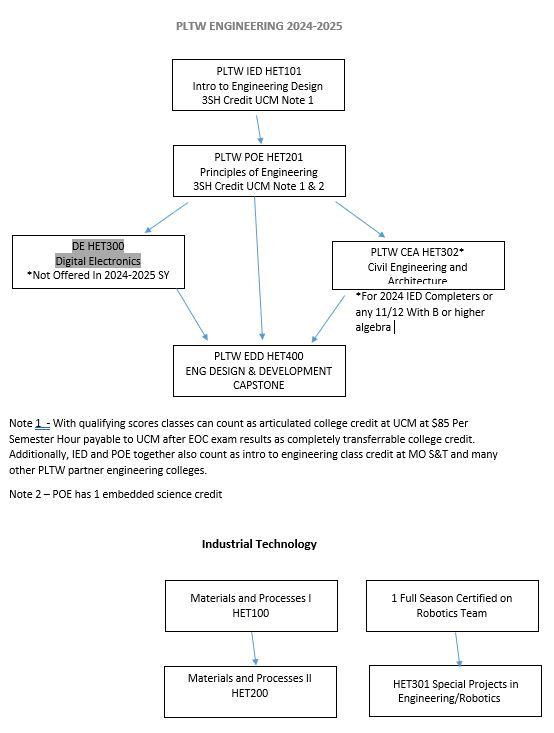 PLTW ENGINEERING 2024-2025
PLTW IED HET101
Intro to Engineering Design
3SH Credit UCM Note 1
PLTW POE HET201
Principles of Engineering
3SH Credit UCM Note 1 & 2
DE HET300
Digital Electronics
*Not Offered In 2024-2025 SY
PLTW CEA HET302*
Civil Engineering and
Architecture
*For 2024 IED Completers or
any 11/12 With B or higher
algebra
PLTW EDD HET400
ENG DESIGN & DEVELOPMENT
CAPSTONE
Note 1 - With qualifying scores classes can count as articulated college credit at UCM at $85 Per
Semester Hour payable to UCM after EOC exam results as completely transferrable college credit.
Additionally, IED and POE together also count as intro to engineering class credit at MO S&T and many
other PLTW partner engineering colleges.
Note 2 – POE has 1 embedded science credit
Industrial Technology
Materials and Processes I
HET100
1 Full Season Certified on
Robotics Team
Materials and Processes II
HET200
HET301 Special Projects in
Engineering/Robotics